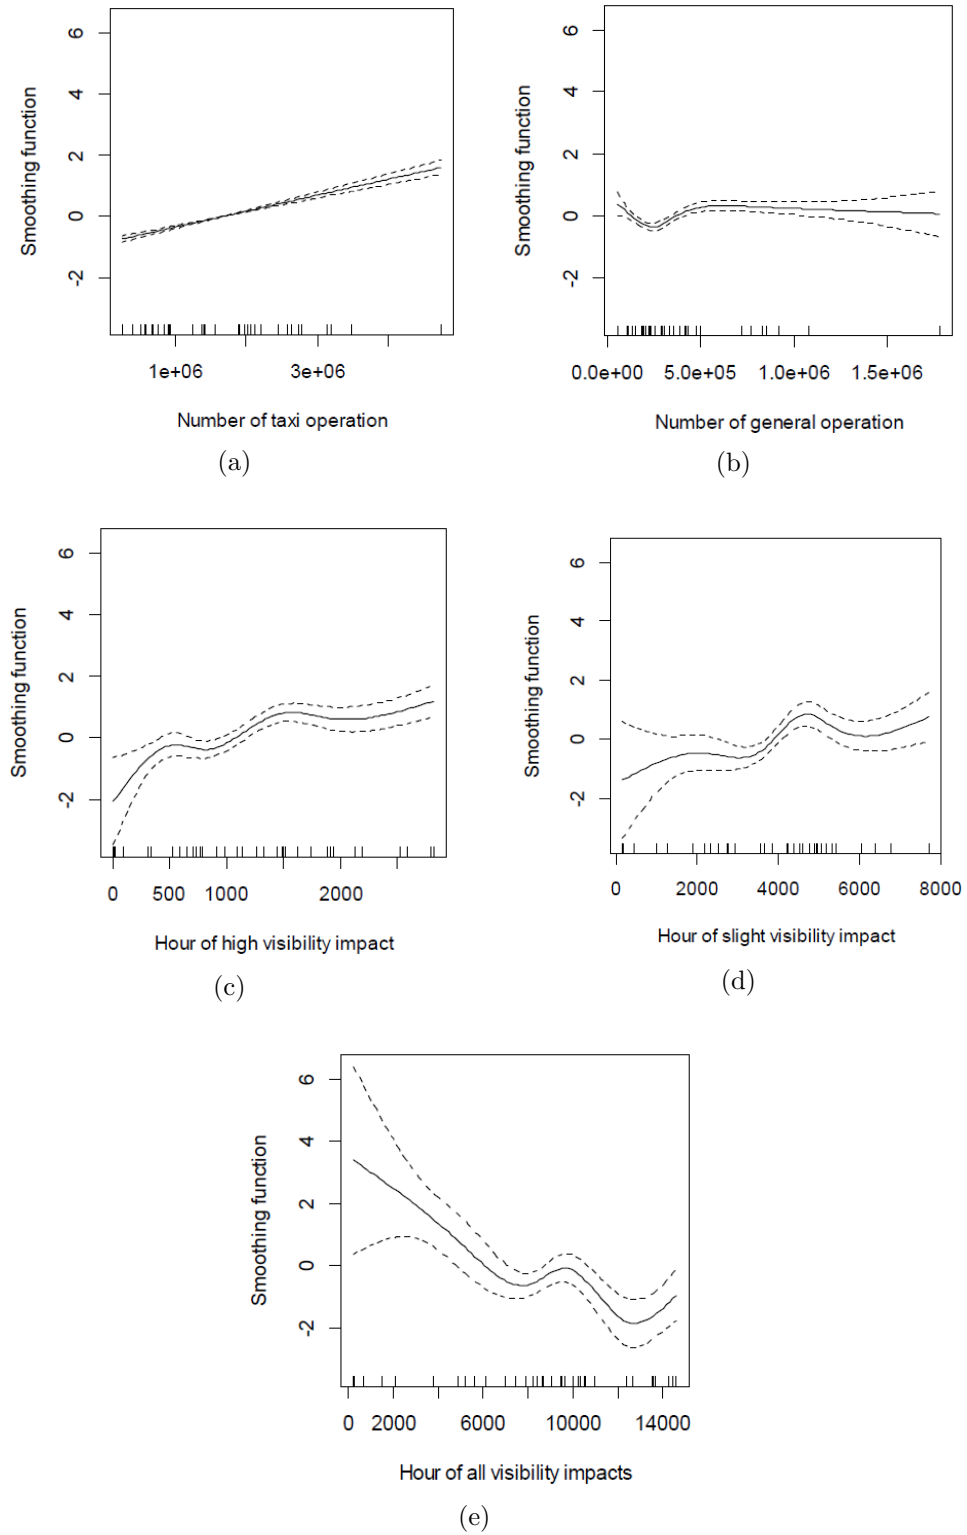 6
4
2
0
-2
Smoothing function
1e+06 3e+06
Number of taxi operation
(a)
6
4
2
0
-2
Smoothing function
0.0e+00 5.0e+05 1.0e+06 1.5e+06
Number of general operation
(b)
6
4
2
0
-2
Smoothing function
0 500 1000 2000
Hour of high visibility impact
(c)
6
4
2
0
-2
Smoothing function
0 2000 4000 6000 8000
Hour of slight visibility impact
(d)
6
4
2
0
-2
Smoothing function
0 2000 6000 10000 14000
Hour of all visibility impacts
(e)